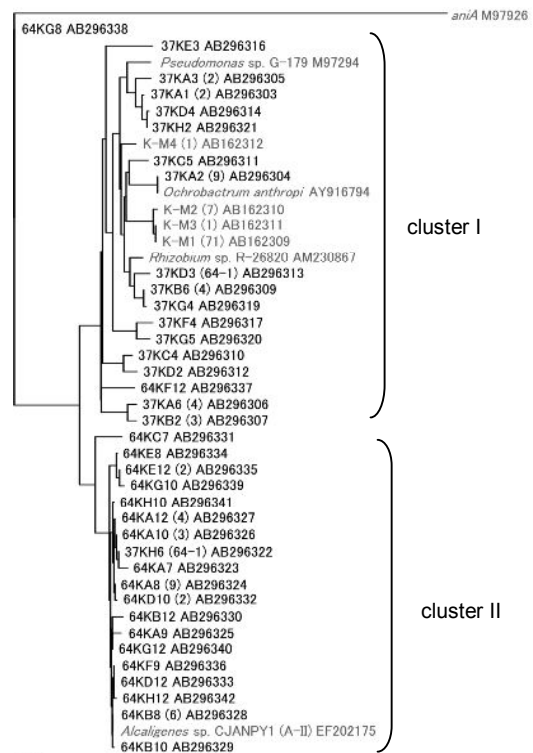 aniA M97926
64KG8 AB296338
37KE3 AB296316
Pseudomonas sp. G-179 M97294
37KA3 (2) AB296305
37KA1 (2) AB296303
37KD4 AB296314
37KH2 AB296321
K-M4 (1) AB162312
37KC5 AB296311
37KA2 (9) AB296304
Ochrobactrum anthropi AY916794
K-M2 (7) AB162310
K-M3 (1) AB162311
K-M1 (71) AB162309
cluster I
Rhizobium sp. R-26820 AM230867
37KD3 (64-1) AB296313
37KB6 (4) AB296309
37KG4 AB296319
37KF4 AB296317
37KG5 AB296320
37KC4 AB296310
37KD2 AB296312
64KF12 AB296337
37KA6 (4) AB296306
37KB2 (3) AB296307
64KC7 AB296331
64KE8 AB296334
64KE12 (2) AB296335
64KG10 AB296339
64KH10 AB296341
64KA12 (4) AB296327
64KA10 (3) AB296326
37KH6 (64-1) AB296322
64KA7 AB296323
64KA8 (9) AB296324
64KD10 (2) AB296332
cluster II
64KB12 AB296330
64KA9 AB296325
64KG12 AB296340
64KF9 AB296336
64KD12 AB296333
64KH12 AB296342
64KB8 (6) AB296328
Alcaligenes sp. CJANPY1 (A-II) EF202175
64KB10 AB296329